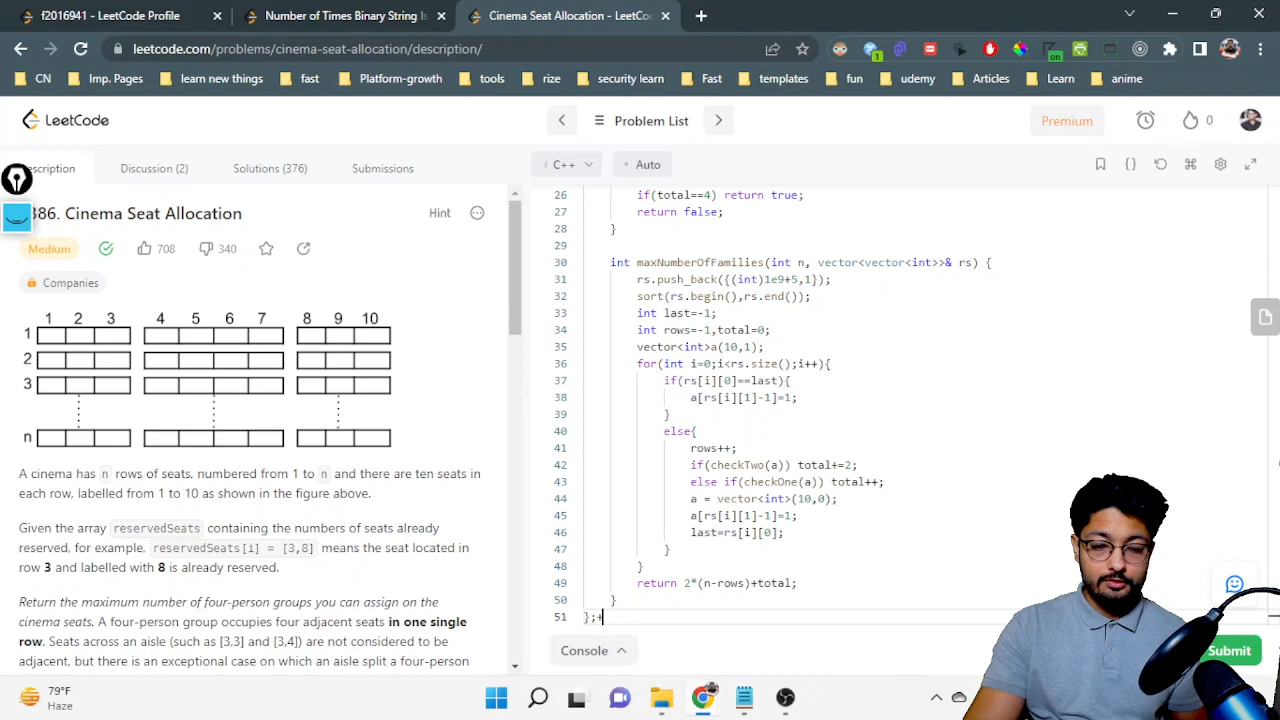 f2016941 - LeetCode Profile
Number of Times Binary String Is
Cinema Seat Allocation - LeetCo
leetcode.com/problems/cinema-seat-allocation/description/
1
on
CN
Imp. Pages
learn new things
fast
Platform-growth
tools
rise
security learn
Fast
templates
fun
udemy
Articles
Learn
anime
LeetCode
Problem List
Premium
0
escription
Discussion (2)
Solutions (376)
Submissions
i C++
Auto
386. Cinema Seat Allocation
Hint
Medium
708
340
Companies
1 2 3 4 5 6 7 8 9 10
1
2
3
n
A cinema has n rows of seats, numbered from 1 to n and there are ten seats in
each row, labelled from 1 to 10 as shown in the figure above.
Given the array reservedSeats containing the numbers of seats already
reserved, for example, reservedSeats[i] = [3,8] means the seat located in
row 3 and labelled with 8 is already reserved.
Return the maximum number of four-person groups you can assign on the
cinema seats. A four-person group occupies four adjacent seats in one single
row. Seats across an aisle (such as [3,3] and [3,4]) are not considered to be
adjacent, but there is an exceptional case on which an aisle split a four-person
26 if(total==4) return true;
27 return false;
28 }
29
30 int maxNumberOfFamilies(int n, vector<vector<int>>& rs) {
31 rs.push_back({(int)1e9+5,1});
32 sort(rs.begin(),rs.end());
33 int last=-1;
34 int rows=-1,total=0;
35 vector<int>a(10,1);
36 for(int i=0;i<rs.size();i++){
37 if(rs[i][0]==last){
38 a[rs[i][1]-1]=1;
39 }
40 else{
41 rows++;
42 if(checkTwo(a)) total+=2;
43 else if(checkOne(a)) total++;
44 a = vector<int>(10,0);
45 a[rs[i][1]-1]=1;
46 last=rs[i][0];
47 }
48 }
49 return 2*(n-rows)+total;
50 }
51 };+
Console
Submit
79°F
Haze